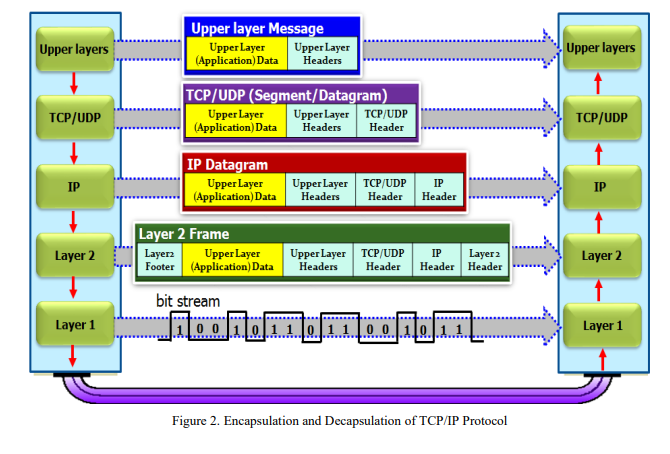 Upper layers
Upper layer Message
Upper Layer (Application) Data
Upper Layer Headers
Upper layers
TCP/UDP
TCP/UDP (Segment/Datagram)
Upper Layer (Application) Data
Upper Layer Headers
TCP/UDP Header
TCP/UDP
IP
IP Datagram
Upper Layer (Application) Data
Upper Layer Headers
TCP/UDP Header
IP Header
IP
Layer 2
Layer 2 Frame
Layer2 Footer
Upper Layer (Application) Data
Upper Layer Headers
TCP/UDP Header
IP Header
Layer 2 Header
Layer 2
Layer 1
bit stream
1 0 0 1 0 1 1 0 1 1 0 0 1 0 1 1
Layer 1
Figure 2. Encapsulation and Decapsulation of TCP/IP Protocol